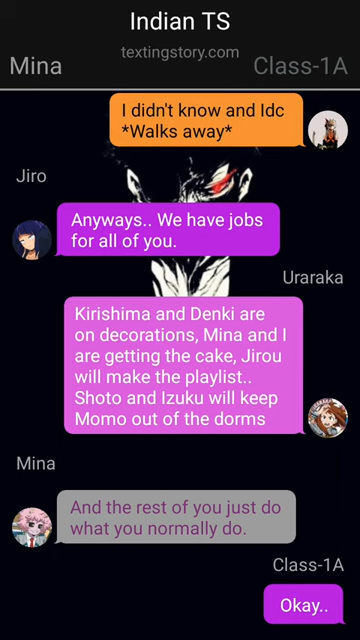 Indian TS
textingstory.com
Mina
Class-1A
I didn't know and Idc
*Walks away*
Jiro
Anyways.. We have jobs
for all of you.
Uraraka
Kirishima and Denki are
on decorations, Mina and I
are getting the cake, Jirou
will make the playlist..
Shoto and Izuku will keep
Momo out of the dorms
Mina
And the rest of you just do
what you normally do.
Class-1A
Okay..